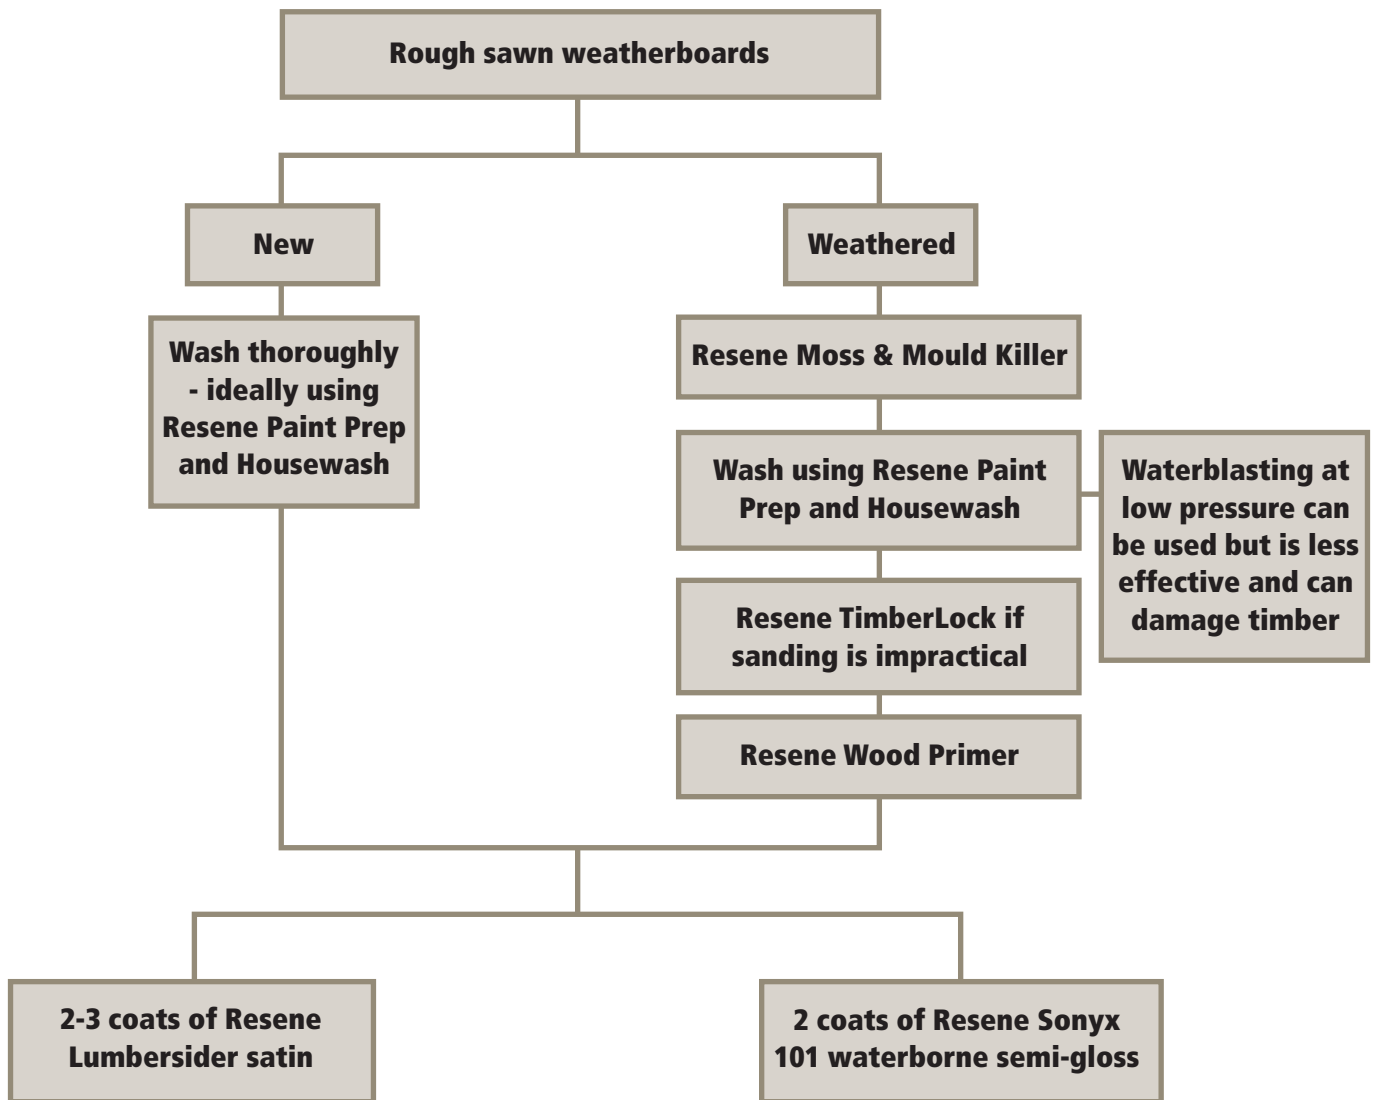 Rough sawn weatherboards
New
Weathered
Wash thoroughly
- ideally using
Resene Paint Prep
and Housewash
Resene Moss & Mould Killer
Wash using Resene Paint
Prep and Housewash
Waterblasting at
low pressure can
be used but is less
effective and can
damage timber
Resene TimberLock if
sanding is impractical
Resene Wood Primer
2-3 coats of Resene
Lumbersider satin
2 coats of Resene Sonyx
101 waterborne semi-gloss